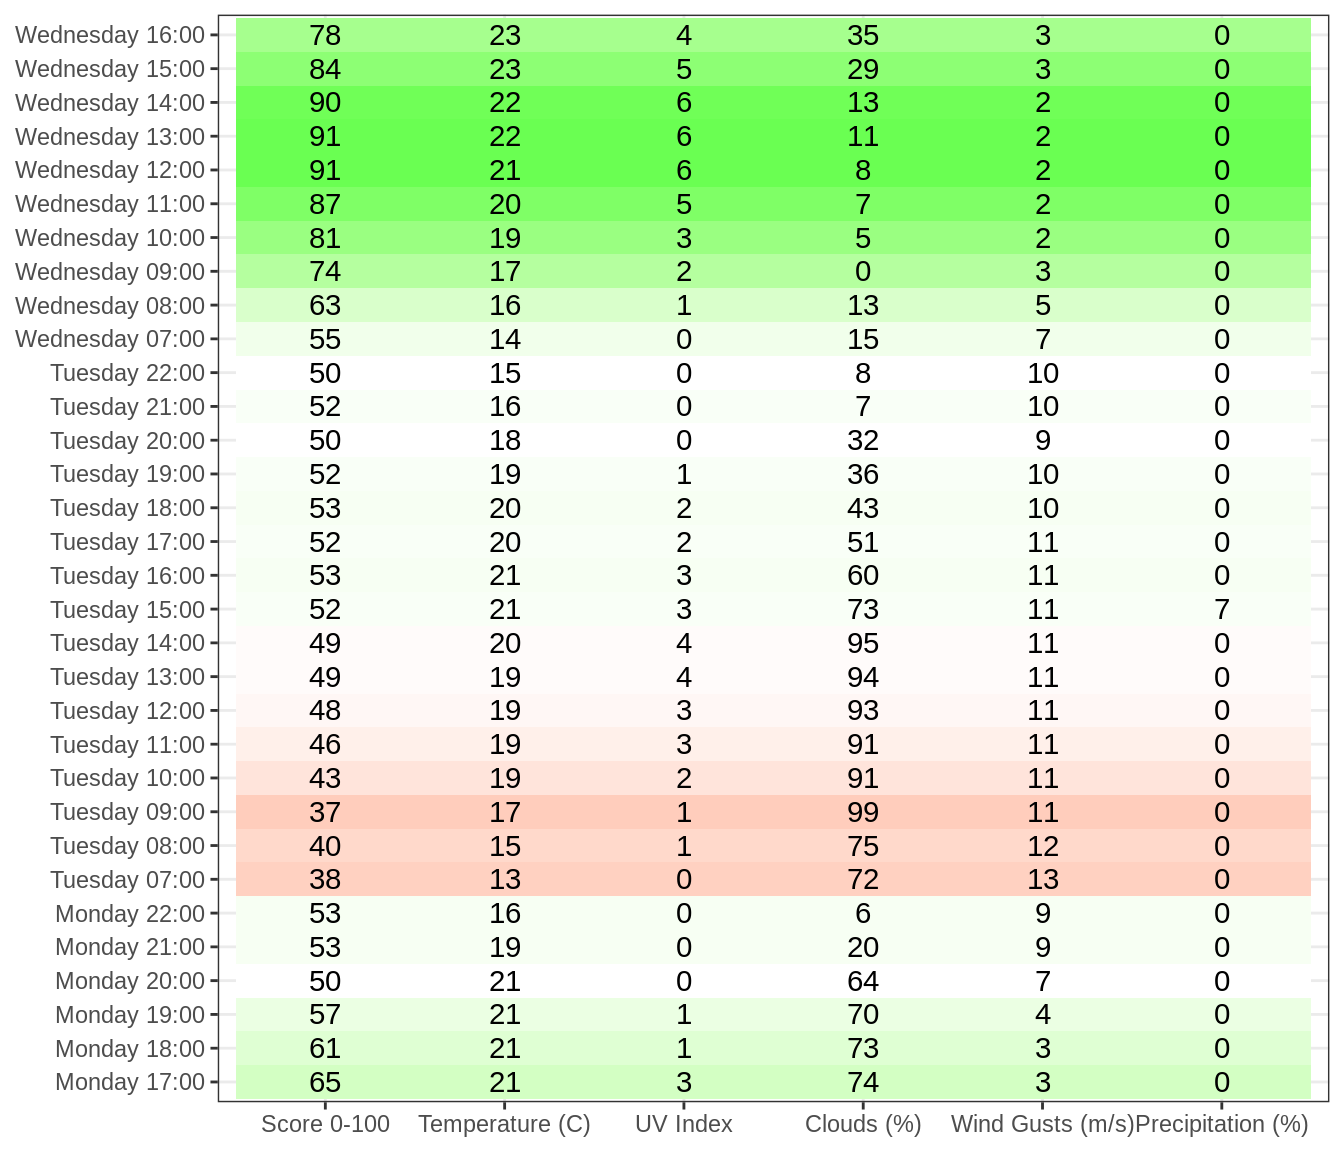 Wednesday 16:00 78 23 4 35 3 0
Wednesday 15:00 84 23 5 29 3 0
Wednesday 14:00 90 22 6 13 2 0
Wednesday 13:00 91 22 6 11 2 0
Wednesday 12:00 91 21 6 8 2 0
Wednesday 11:00 87 20 5 7 2 0
Wednesday 10:00 81 19 3 5 2 0
Wednesday 09:00 74 17 2 0 3 0
Wednesday 08:00 63 16 1 13 5 0
Wednesday 07:00 55 14 0 15 7 0
Tuesday 22:00 50 15 0 8 10 0
Tuesday 21:00 52 16 0 7 10 0
Tuesday 20:00 50 18 0 32 9 0
Tuesday 19:00 52 19 1 36 10 0
Tuesday 18:00 53 20 2 43 10 0
Tuesday 17:00 52 20 2 51 11 0
Tuesday 16:00 53 21 3 60 11 0
Tuesday 15:00 52 21 3 73 11 7
Tuesday 14:00 49 20 4 95 11 0
Tuesday 13:00 49 19 4 94 11 0
Tuesday 12:00 48 19 3 93 11 0
Tuesday 11:00 46 19 3 91 11 0
Tuesday 10:00 43 19 2 91 11 0
Tuesday 09:00 37 17 1 99 11 0
Tuesday 08:00 40 15 1 75 12 0
Tuesday 07:00 38 13 0 72 13 0
Monday 22:00 53 16 0 6 9 0
Monday 21:00 53 19 0 20 9 0
Monday 20:00 50 21 0 64 7 0
Monday 19:00 57 21 1 70 4 0
Monday 18:00 61 21 1 73 3 0
Monday 17:00 65 21 3 74 3 0
Score 0-100 Temperature (C) UV Index Clouds (%) Wind Gusts (m/s) Precipitation (%)